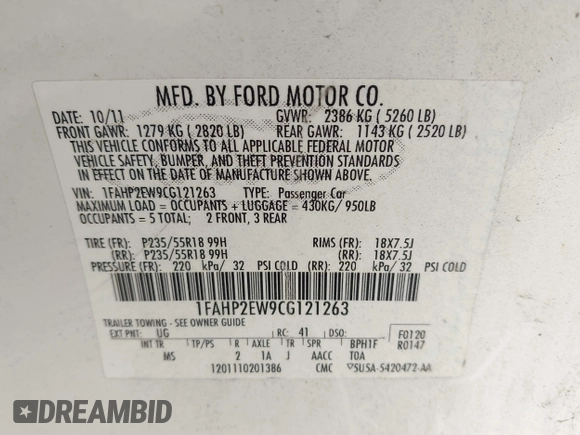 MFD. BY FORD MOTOR CO.
DATE: 10/11 GVWR: 2386 KG ( 5260 LB)
FRONT GAWR: 1279 KG ( 2820 LB) REAR GAWR: 1143 KG ( 2520 LB)
THIS VEHICLE CONFORMS TO ALL APPLICABLE FEDERAL MOTOR
VEHICLE SAFETY, BUMPER, AND THEFT PREVENTION STANDARDS
IN EFFECT ON THE DATE OF MANUFACTURE SHOWN ABOVE.
VIN: 1FAHP2EW9CG121263 TYPE: Passenger Car
MAXIMUM LOAD = OCCUPANTS + LUGGAGE = 430KG/ 950LB
OCCUPANTS = 5 TOTAL; 2 FRONT, 3 REAR
TIRE (FR): P235/55R18 99H RIMS (FR): 18X7.5J
(RR): P235/55R18 99H (RR): 18X7.5J
PRESSURE (FR): 220 kPa/ 32 PSI COLD (RR): 220 kPa/ 32 PSI COLD
1FAHP2EW9CG121263
TRAILER TOWING - SEE OWNER GUIDE
EXT PNT: UG RC: 41 DSO: F0120
INT TR TP/PS R AXLE TR SPR BPH1F R0147
MS 2 1A J AACC TOA
1201110201386 CMC 5U5A-5420472-AA
DREAMBID